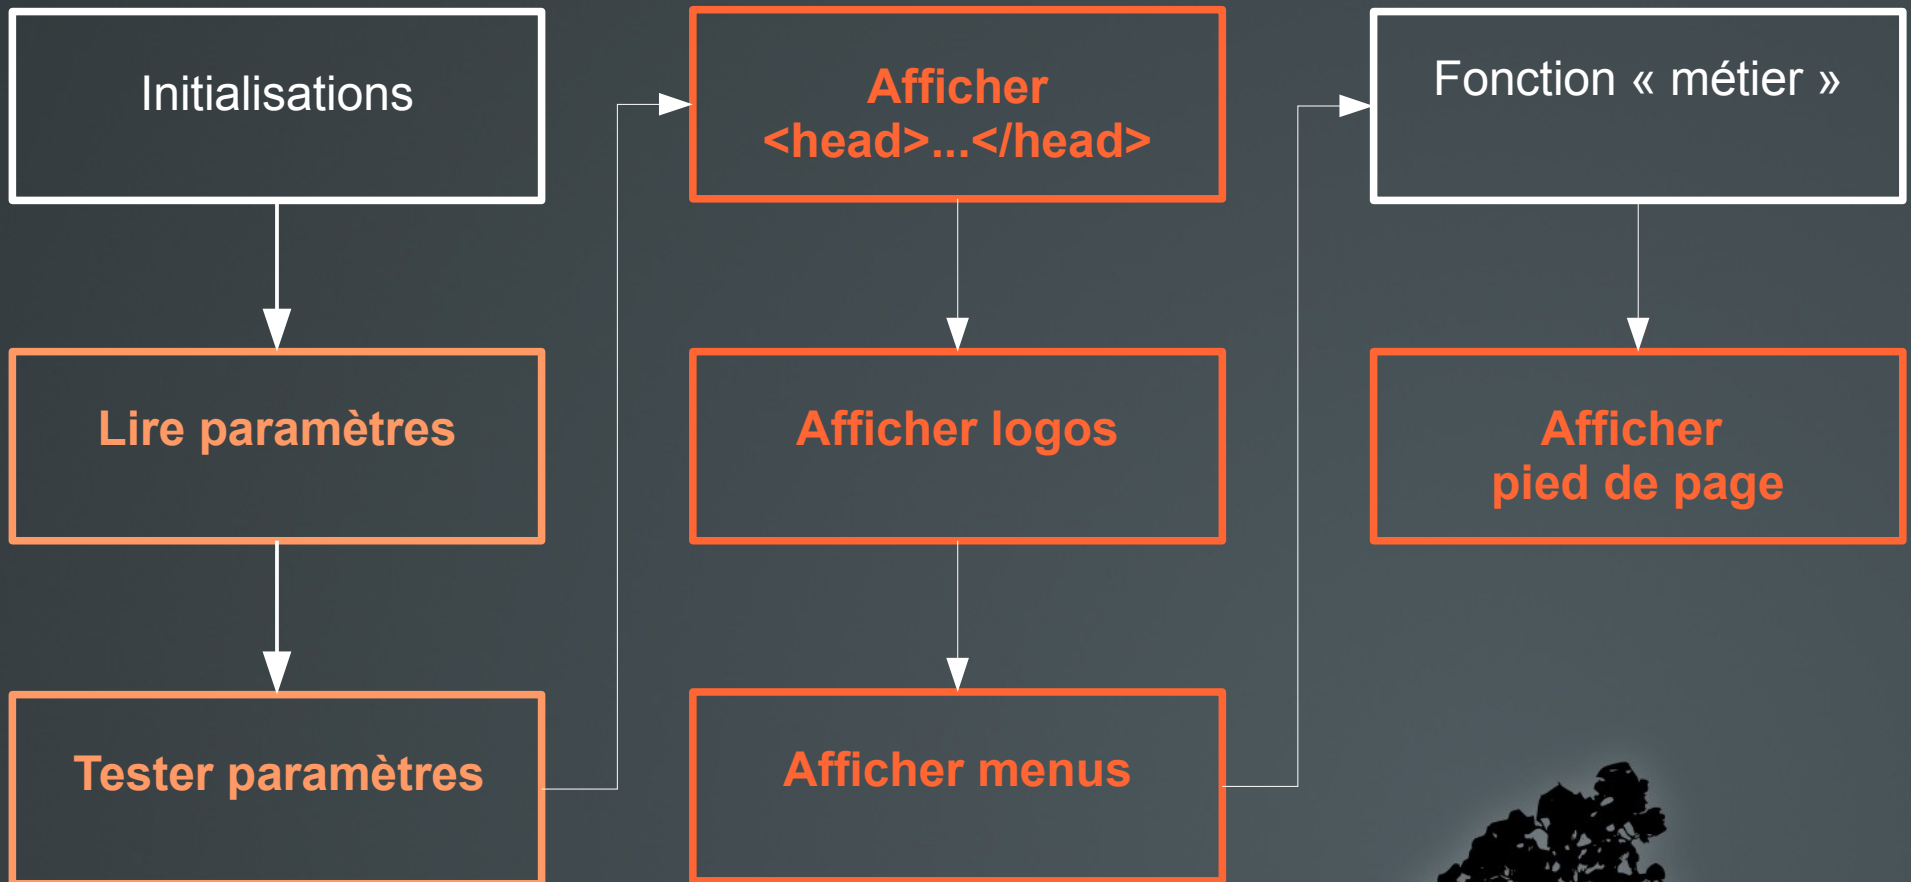 Initialisations
Lire paramètres
Tester paramètres
Afficher
<head>...</head>
Afficher logos
Afficher menus
Fonction « métier »
Afficher
pied de page